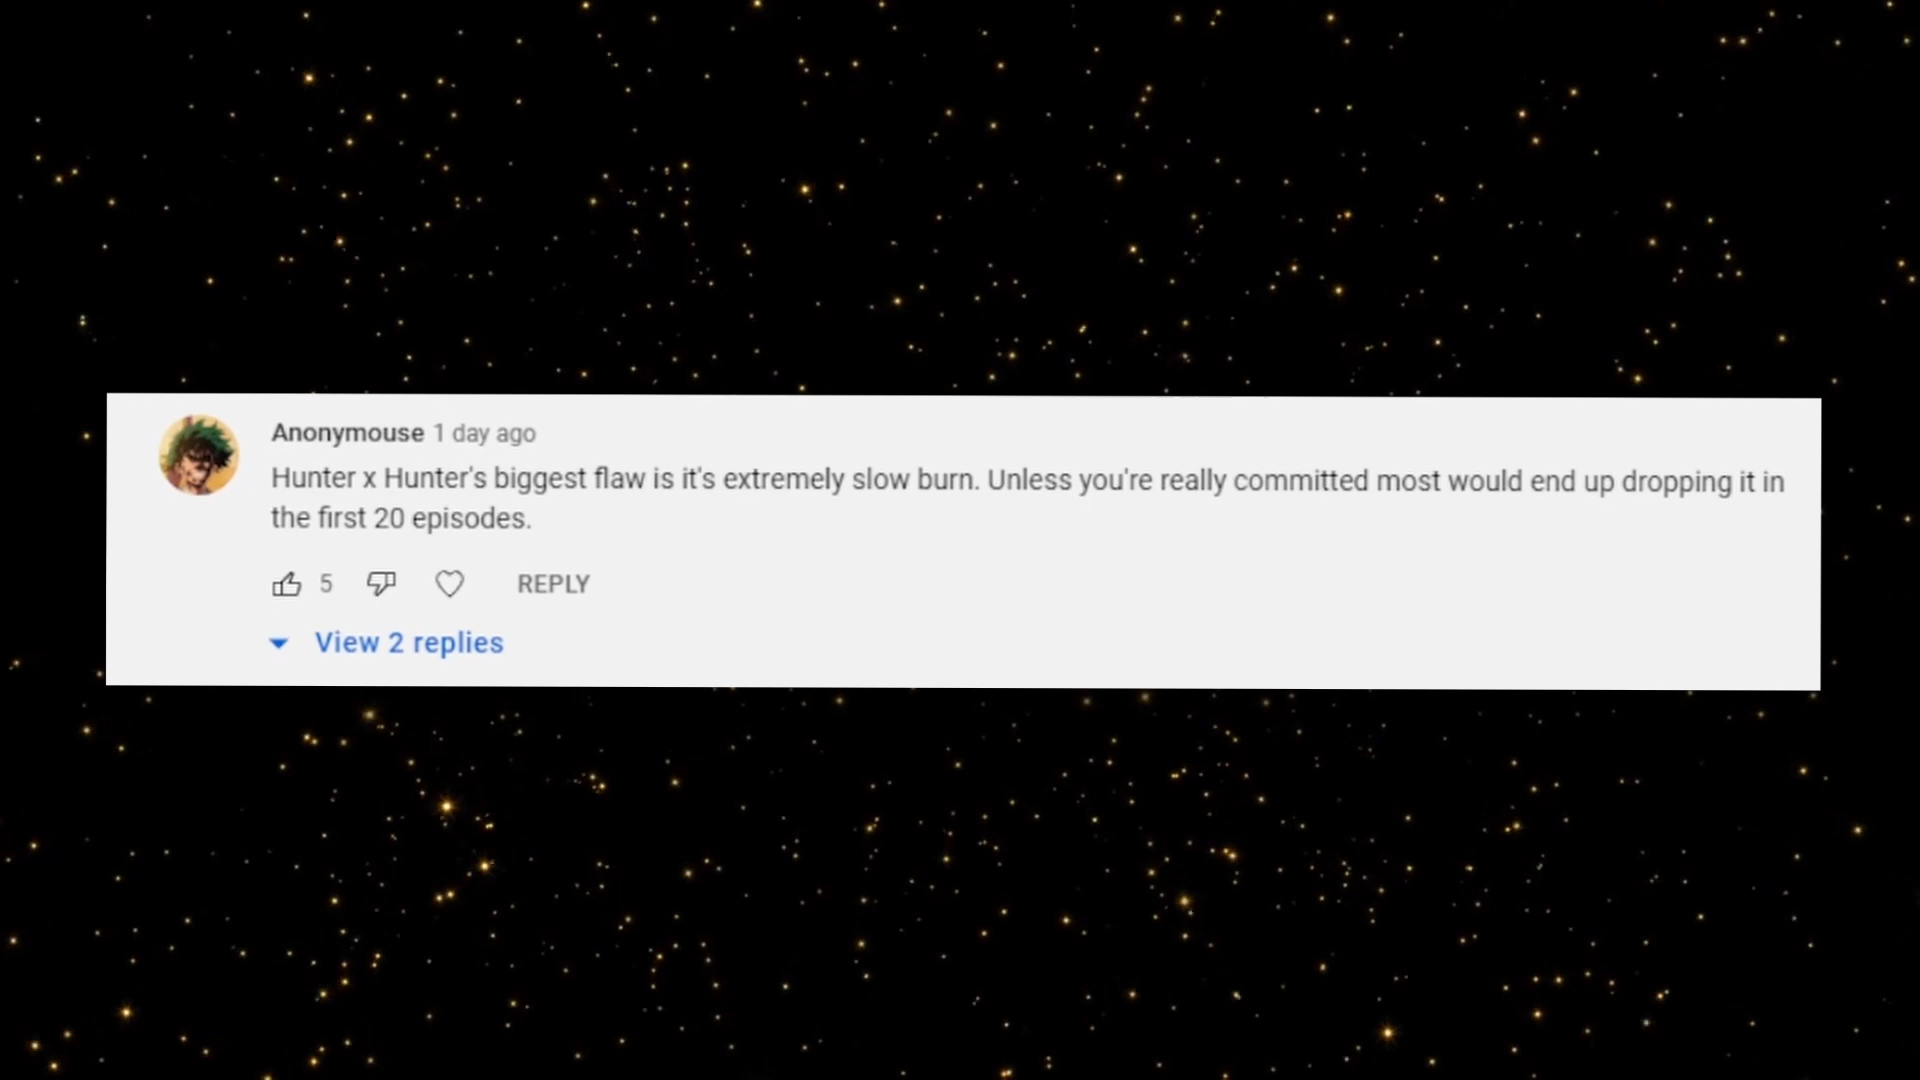 Anonymouse 1 day ago
Hunter x Hunter's biggest flaw is it's extremely slow burn. Unless you're really committed most would end up dropping it in
the first 20 episodes.
5 REPLY
View 2 replies